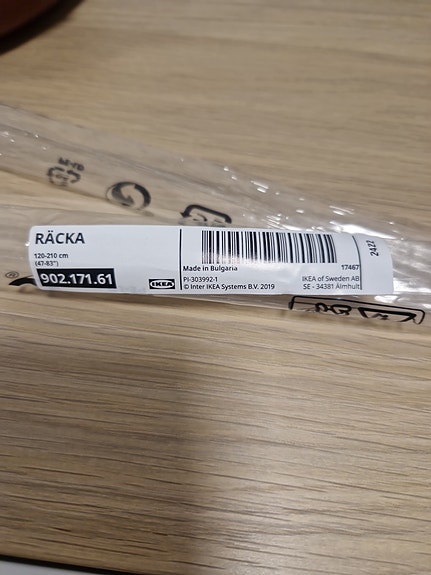 RÄCKA
120-210 cm
(47-83")
902.171.61
IKEA
Made in Bulgaria
PI-303992-1
© Inter IKEA Systems B.V. 2019
17467
IKEA of Sweden AB
SE - 34381 Älmhult
2422
®